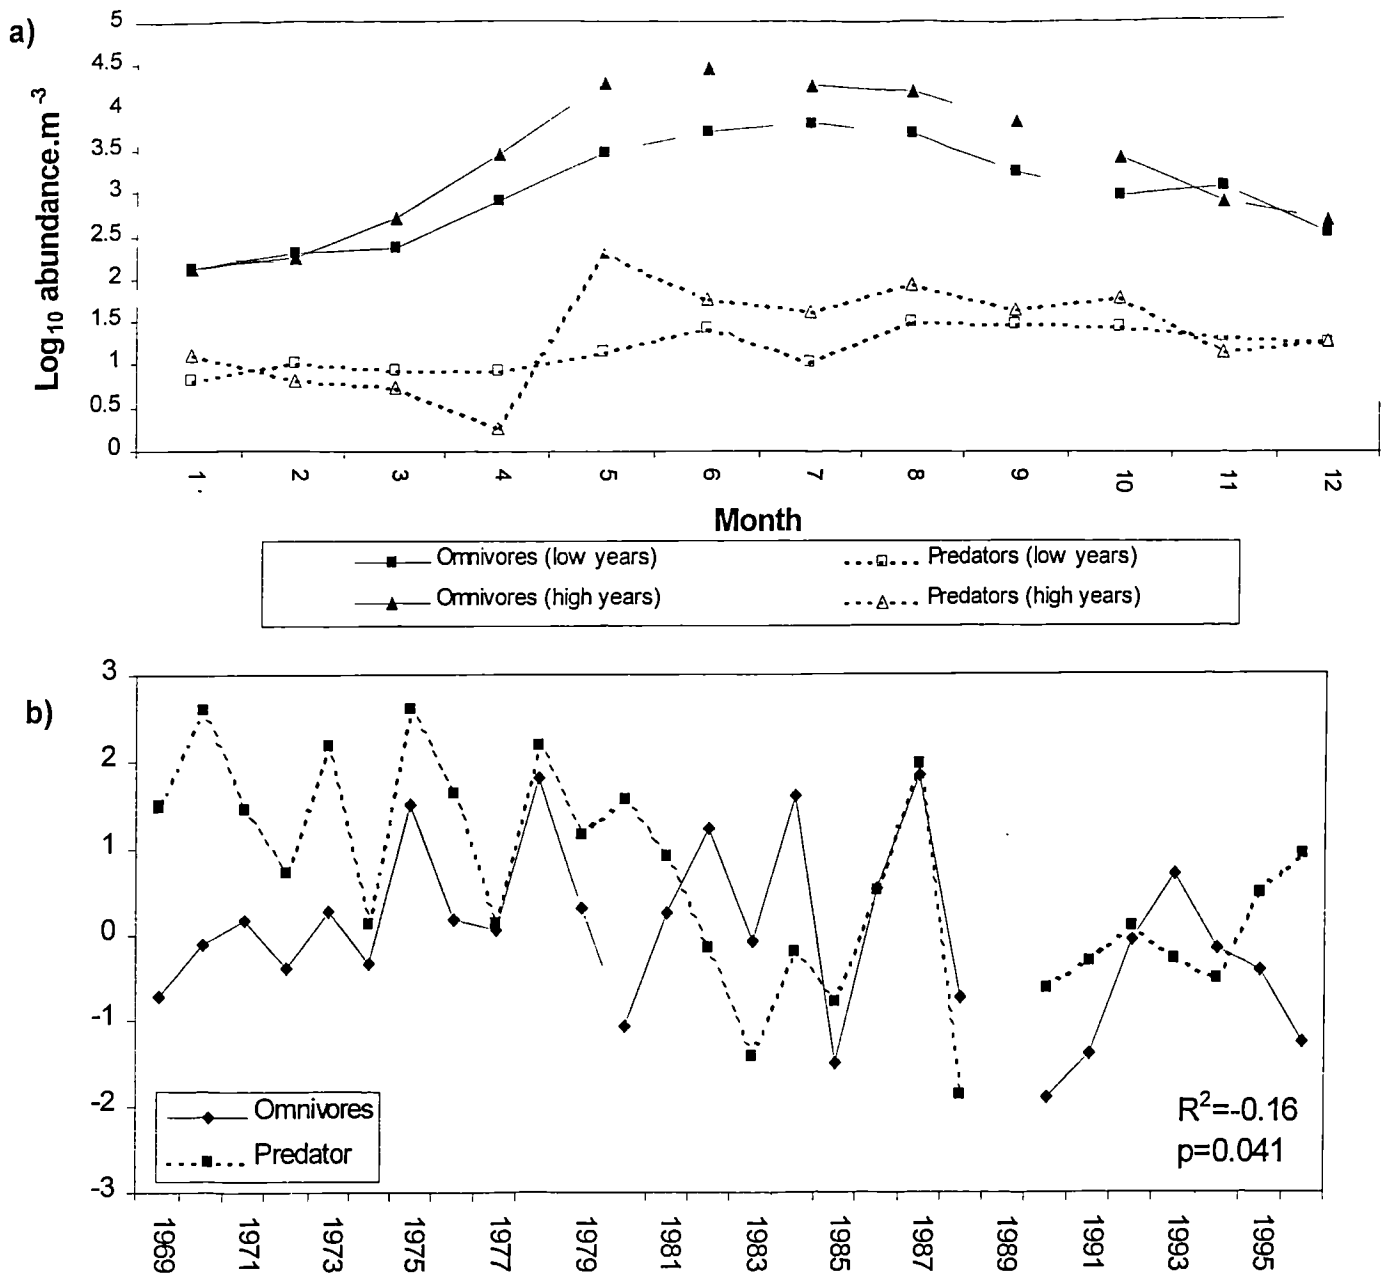 a)
Log10 abundance.m-3
5
4.5
4
3.5
3
2.5
2
1.5
1
0.5
0
1 2 3 4 5 6 7 8 9 10 11 12
Month
Omnivores (low years) Predators (low years)
Omnivores (high years) Predators (high years)
b)
3
2
1
0
-1
-2
-3
Omnivores
Predator
R2=-0.16
p=0.041
1969 1971 1973 1975 1977 1979 1981 1983 1985 1987 1989 1991 1993 1995